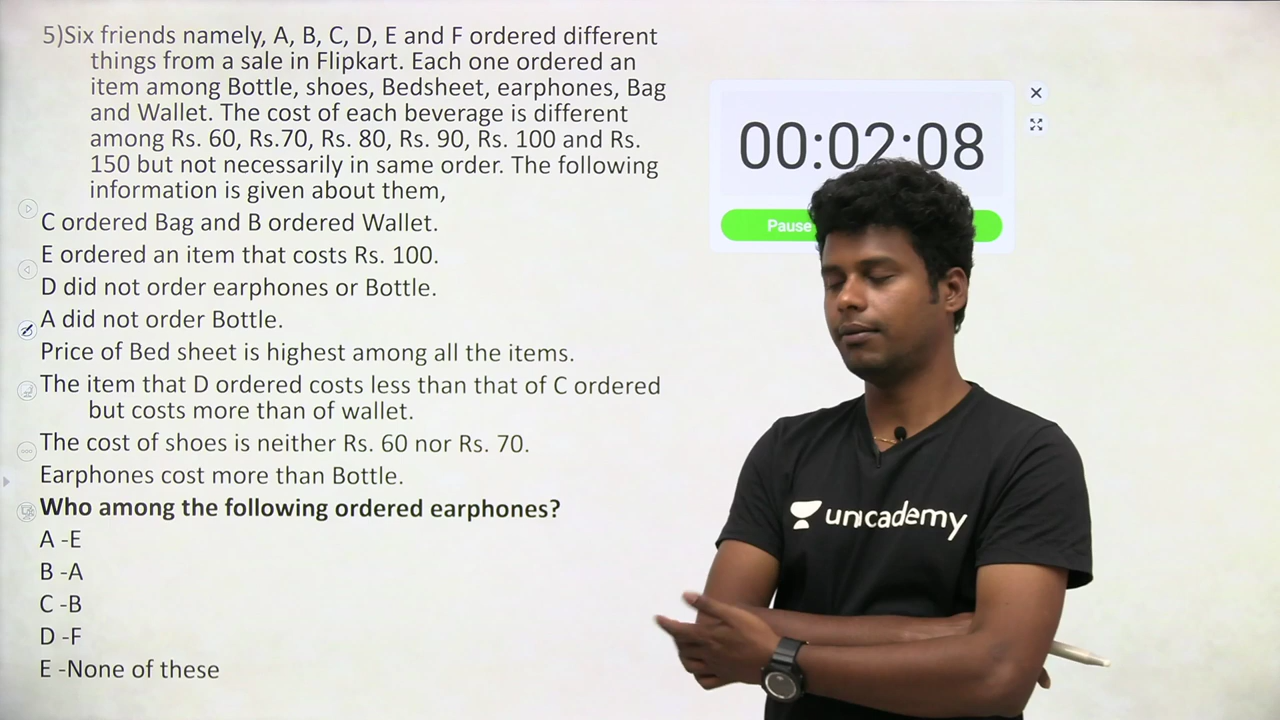 5)Six friends namely, A, B, C, D, E and F ordered different
things from a sale in Flipkart. Each one ordered an
item among Bottle, shoes, Bedsheet, earphones, Bag
and Wallet. The cost of each beverage is different
among Rs. 60, Rs.70, Rs. 80, Rs. 90, Rs. 100 and Rs.
150 but not necessarily in same order. The following
information is given about them,
C ordered Bag and B ordered Wallet.
E ordered an item that costs Rs. 100.
D did not order earphones or Bottle.
A did not order Bottle.
Price of Bed sheet is highest among all the items.
The item that D ordered costs less than that of C ordered
but costs more than of wallet.
The cost of shoes is neither Rs. 60 nor Rs. 70.
Earphones cost more than Bottle.
Who among the following ordered earphones?
A -E
B -A
C -B
D -F
E -None of these
00:02:08
Pause
unacademy